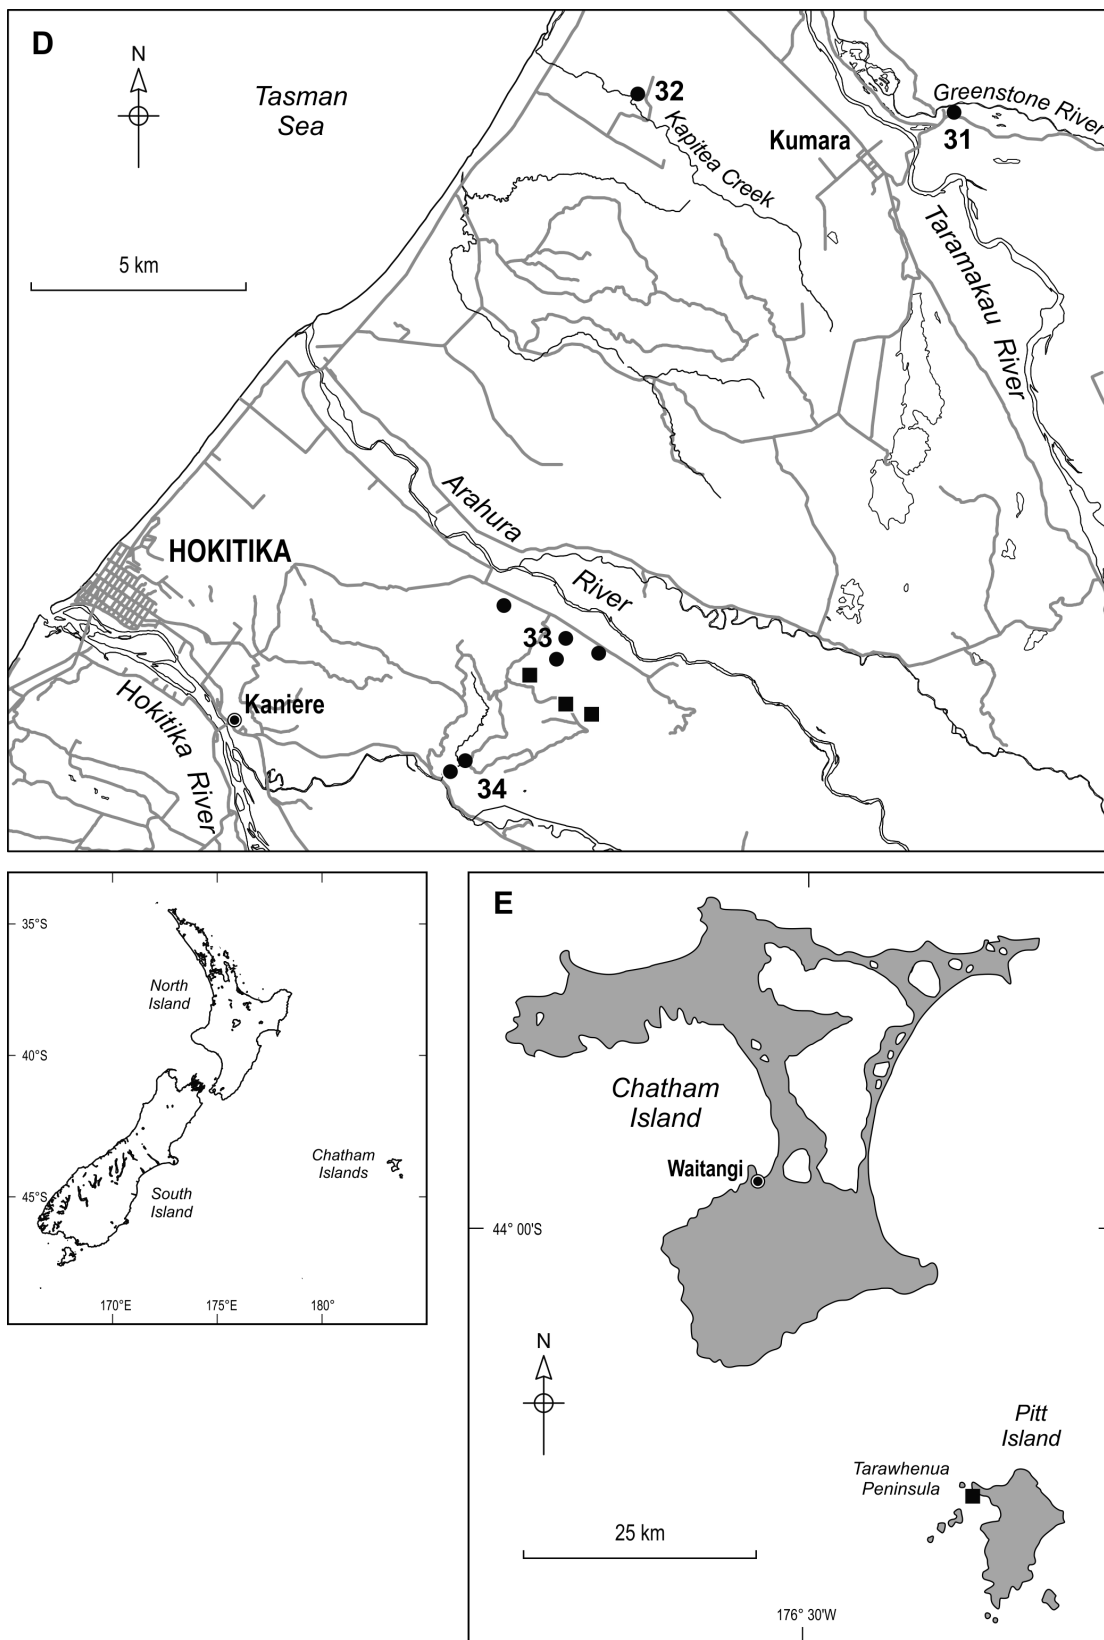 D
N
Tasman
Sea
5 km
32
Kapitea Creek
Greenstone River
31
Kumara
Taramakau River
Arahura
River
HOKITIKA
33
Kaniere
Hokitika River
34
35°S
North
Island
40°S
Chatham
Islands
45°S
South
Island
170°E
175°E
180°
E
Chatham
Island
Waitangi
44° 00'S
N
Pitt
Island
Tarawhenua
Peninsula
25 km
176° 30'W